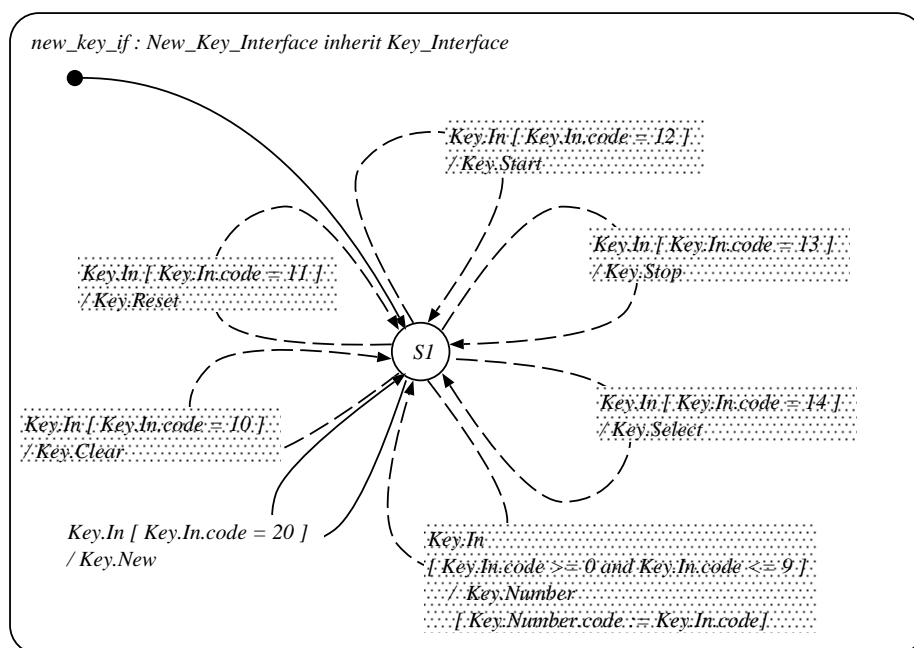 new_key_if : New_Key_Interface inherit Key_Interface
Key.In [ Key.In.code = 12 ]
/ Key.Start
Key.In [ Key.In.code = 13 ]
/ Key.Stop
Key.In [ Key.In.code = 11 ]
/ Key.Reset
S1
Key.In [ Key.In.code = 14 ]
/ Key.Select
Key.In [ Key.In.code = 10 ]
/ Key.Clear
Key.In [ Key.In.code = 20 ]
/ Key.New
Key.In
[ Key.In.code >= 0 and Key.In.code <= 9 ]
/ Key.Number
[ Key.Number.code := Key.In.code]